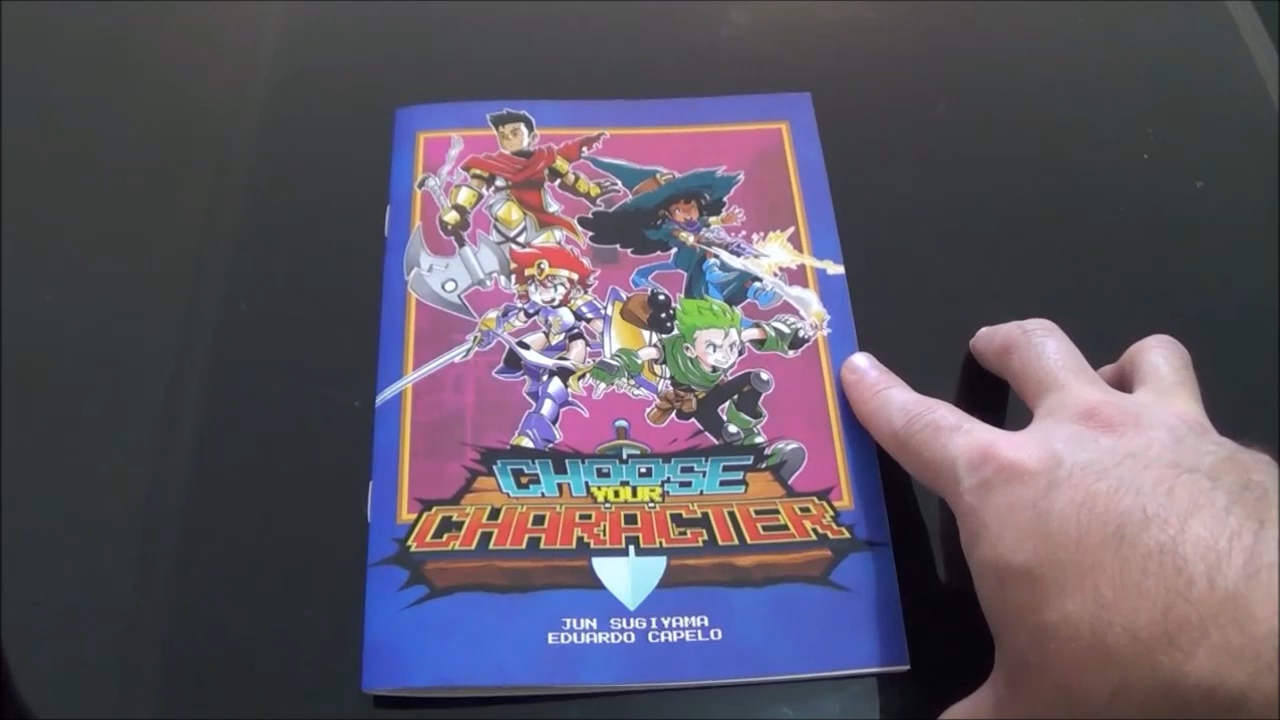 CHOOSE
YOUR
CHARACTER
JUN SUGIYAMA
EDUARDO CAPELO